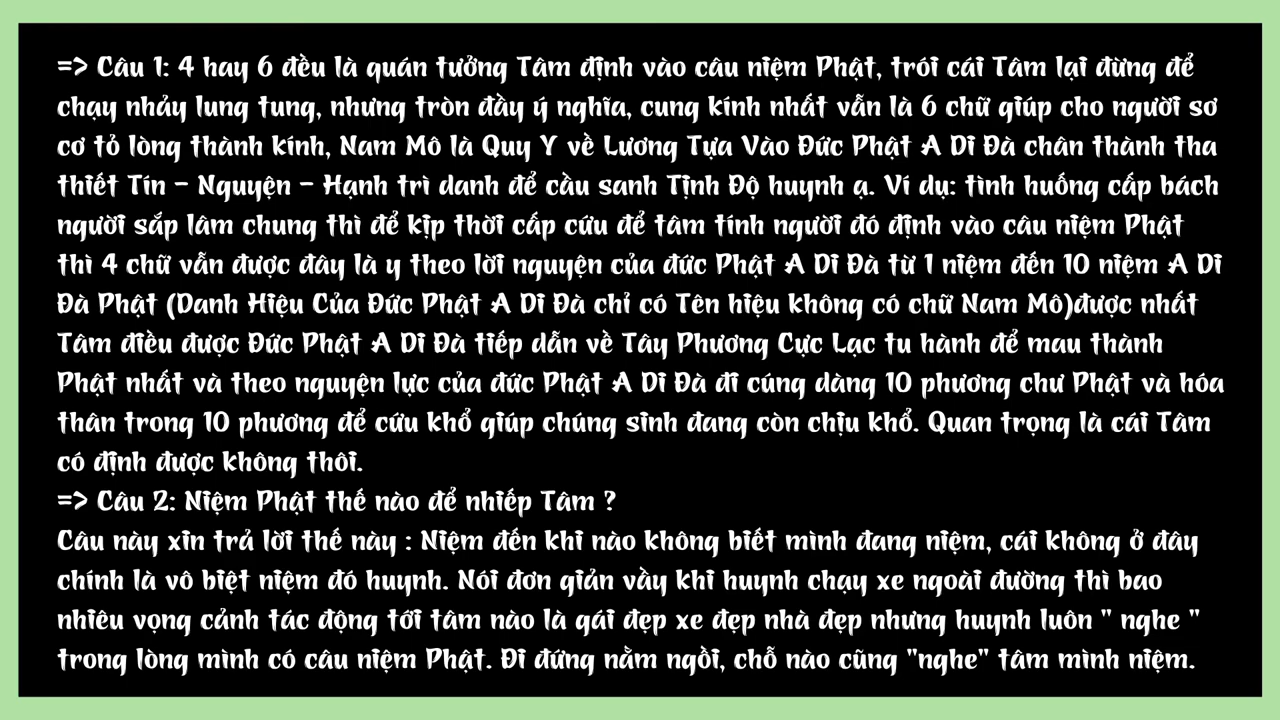 => Câu 1: 4 hay 6 đều là quán tưởng Tâm định vào câu niệm Phật, trói cái Tâm lại đừng để
chạy nhảy lung tung, nhưng tròn đầy ý nghĩa, cung kính nhất vẫn là 6 chữ giúp cho người sơ
cơ tỏ lòng thành kính, Nam Mô là Quy Y về Lương Tựa Vào Đức Phật A Di Đà chân thành tha
thiết Tín – Nguyện – Hạnh trì danh để cầu sanh Tịnh Độ huynh ạ. Ví dụ: tình huống cấp bách
người sắp lâm chung thì để kịp thời cấp cứu để tâm tính người đó định vào câu niệm Phật
thì 4 chữ vẫn được đây là y theo lời nguyện của đức Phật A Di Đà từ 1 niệm đến 10 niệm A Di
Đà Phật (Danh Hiệu Của Đức Phật A Di Đà chỉ có Tên hiệu không có chữ Nam Mô)được nhất
Tâm điều được Đức Phật A Di Đà tiếp dẫn về Tây Phương Cực Lạc tu hành để mau thành
Phật nhất và theo nguyện lực của đức Phật A Di Đà đi cúng dàng 10 phương chư Phật và hóa
thân trong 10 phương để cứu khổ giúp chúng sinh đang còn chịu khổ. Quan trọng là cái Tâm
có định được không thôi.
=> Câu 2: Niệm Phật thế nào để nhiếp Tâm ?
Câu này xin trả lời thế này : Niệm đến khi nào không biết mình đang niệm, cái không ở đây
chính là vô biệt niệm đó huynh. Nói đơn giản vầy khi huynh chạy xe ngoài đường thì bao
nhiêu vọng cảnh tác động tới tâm nào là gái đẹp xe đẹp nhà đẹp nhưng huynh luôn " nghe "
trong lòng mình có câu niệm Phật. Đi đứng nằm ngồi, chỗ nào cũng "nghe" tâm mình niệm.